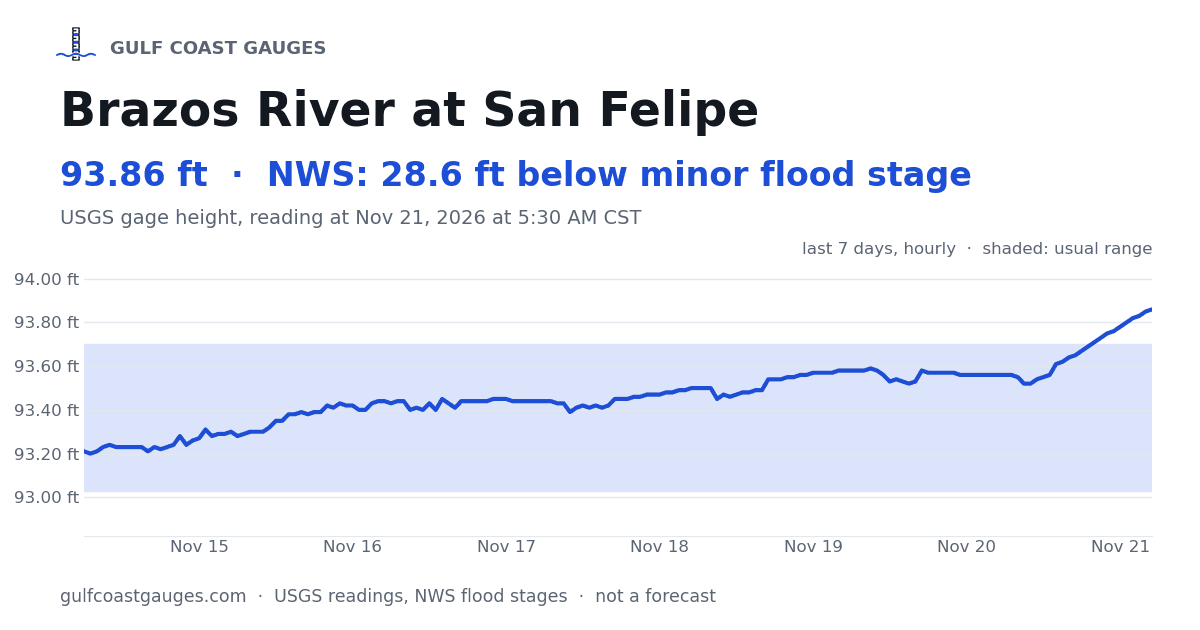 GULF COAST GAUGES
Brazos River at San Felipe
93.86 ft · NWS: 28.6 ft below minor flood stage
USGS gage height, reading at Nov 21, 2026 at 5:30 AM CST
last 7 days, hourly · shaded: usual range
94.00 ft
93.80 ft
93.60 ft
93.40 ft
93.20 ft
93.00 ft
Nov 15 Nov 16 Nov 17 Nov 18 Nov 19 Nov 20 Nov 21
gulfcoastgauges.com · USGS readings, NWS flood stages · not a forecast